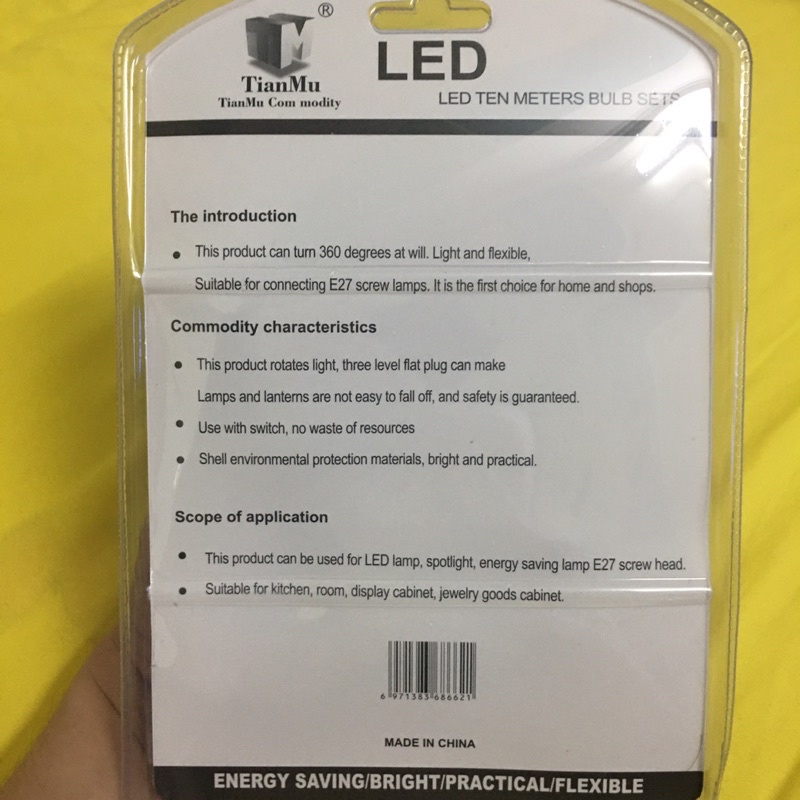 TM
®
TianMu
TianMu Com modity
LED
LED TEN METERS BULB SETS
The introduction
This product can turn 360 degrees at will. Light and flexible,
Suitable for connecting E27 screw lamps. It is the first choice for home and shops.
Commodity characteristics
This product rotates light, three level flat plug can make
Lamps and lanterns are not easy to fall off, and safety is guaranteed.
Use with switch, no waste of resources
Shell environmental protection materials, bright and practical.
Scope of application
This product can be used for LED lamp, spotlight, energy saving lamp E27 screw head.
Suitable for kitchen, room, display cabinet, jewelry goods cabinet.
6 971383 686621
MADE IN CHINA
ENERGY SAVING/BRIGHT/PRACTICAL/FLEXIBLE